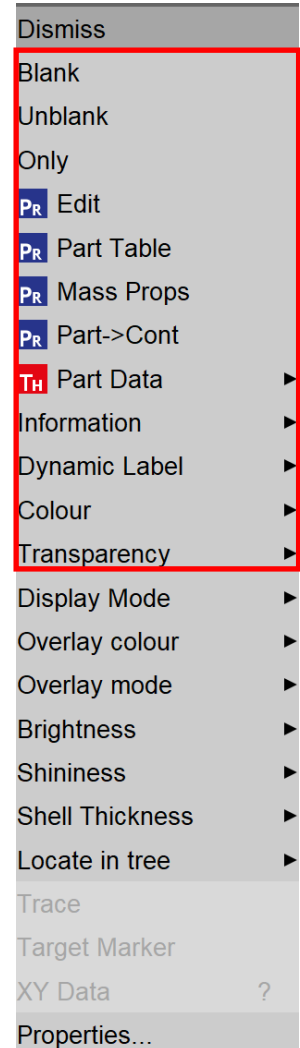 Dismiss
Blank
Unblank
Only
PR Edit
PR Part Table
PR Mass Props
PR Part->Cont
TH Part Data
Information
Dynamic Label
Colour
Transparency
Display Mode
Overlay colour
Overlay mode
Brightness
Shininess
Shell Thickness
Locate in tree
Trace
Target Marker
XY Data ?
Properties...